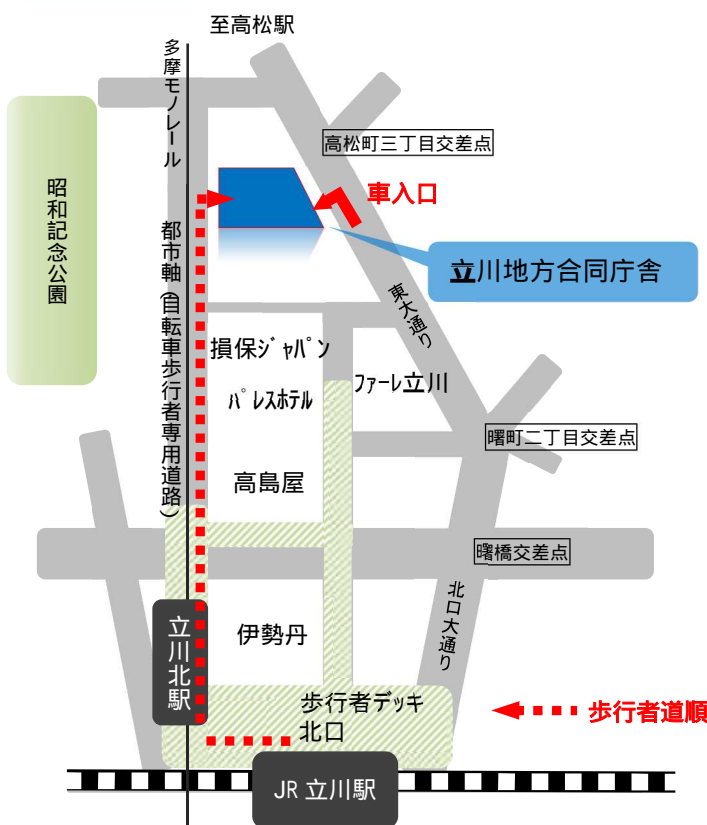 至高松駅
多摩モノレール
高松町三丁目交差点
車入口
昭和記念公園
都市軸(自転車歩行者専用道路)
立川地方合同庁舎
東大通り
損保ジャパン
パレスホテル
ファーレ立川
曙町二丁目交差点
高島屋
曙橋交差点
北口大通り
立川北駅
伊勢丹
歩行者デッキ
北口
歩行者道順
JR 立川駅